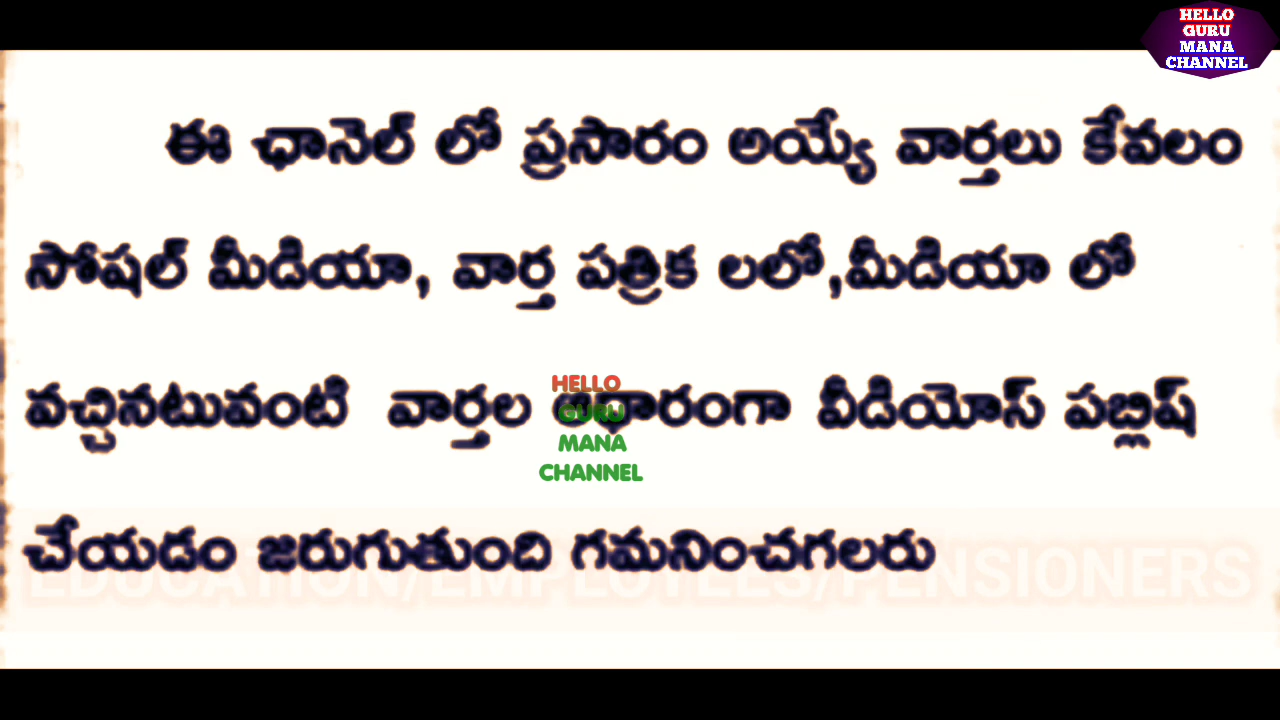 HELLO
GURU
MANA
CHANNEL
ఈ ఛానెల్ లో ప్రసారం అయ్యే వార్తలు కేవలం
సోషల్ మీడియా, వార్త పత్రిక లలో,మీడియా లో
వచ్చినటువంటి వార్తల ఆధారంగా వీడియోస్ పబ్లిష్
HELLO
GURU
MANA
CHANNEL
చేయడం జరుగుతుంది గమనించగలరు
EDUCATION/EMPLOYEES/PENSIONERS